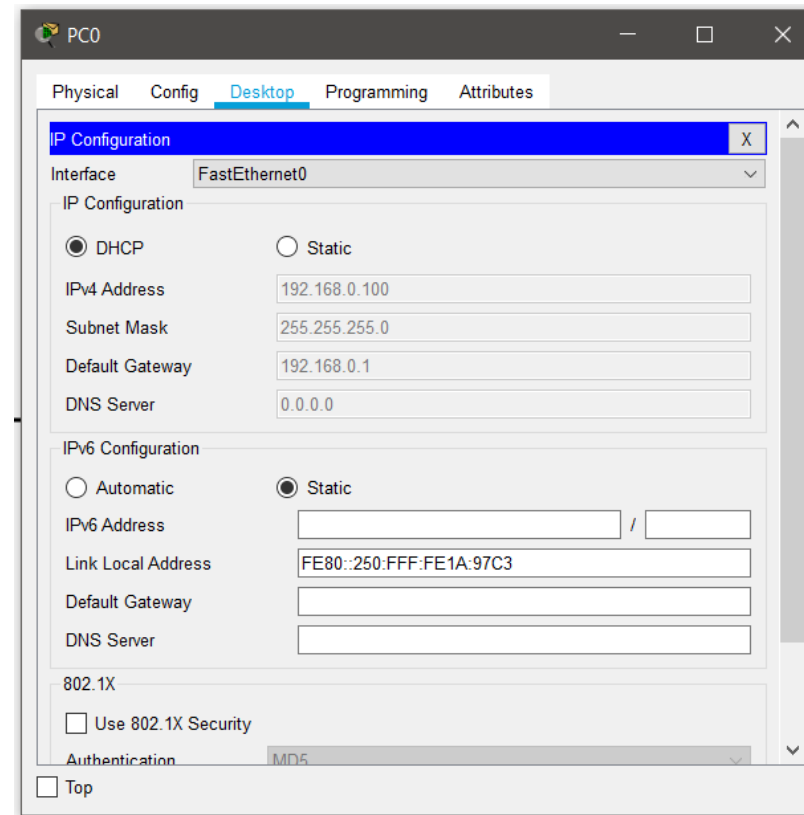 PC0
Physical Config Desktop Programming Attributes
IP Configuration X
Interface FastEthernet0
IP Configuration
DHCP Static
IPv4 Address 192.168.0.100
Subnet Mask 255.255.255.0
Default Gateway 192.168.0.1
DNS Server 0.0.0.0
IPv6 Configuration
Automatic Static
IPv6 Address /
Link Local Address FE80::250:FFF:FE1A:97C3
Default Gateway
DNS Server
802.1X
Use 802.1X Security
Authentication MD5
Top